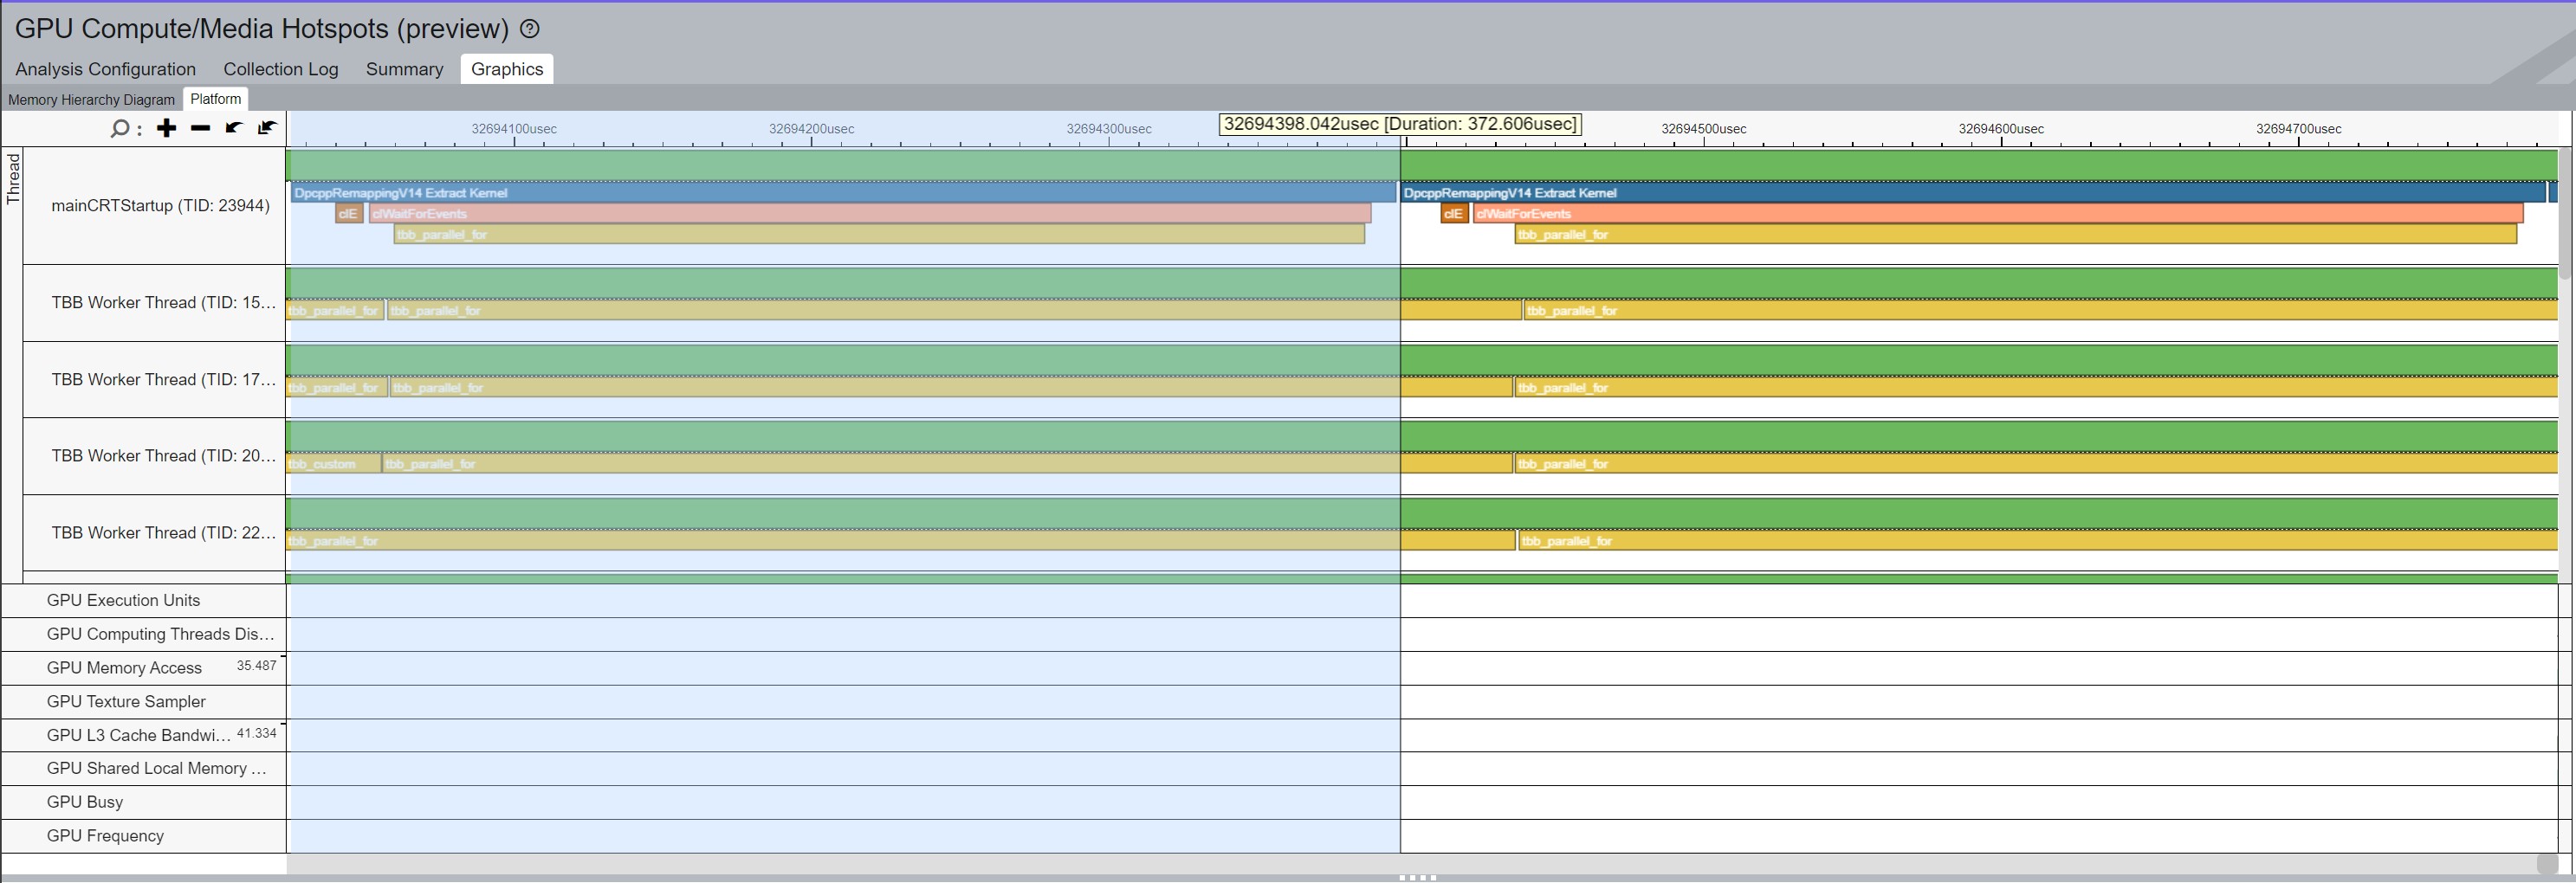 GPU Compute/Media Hotspots (preview) ?
Analysis Configuration Collection Log Summary Graphics
Memory Hierarchy Diagram Platform
32694100usec 32694200usec 32694300usec 32694398.042usec [Duration: 372.606usec] 32694500usec 32694600usec 32694700usec
Thread
mainCRTStartup (TID: 23944)
DpcppRemappingV14 Extract Kernel DpcppRemappingV14 Extract Kernel
clE clWaitForEvents clE clWaitForEvents
tbb_parallel_for tbb_parallel_for
TBB Worker Thread (TID: 15…
tbb_parallel_for tbb_parallel_for tbb_parallel_for
TBB Worker Thread (TID: 17…
tbb_parallel_for tbb_parallel_for tbb_parallel_for
TBB Worker Thread (TID: 20…
tbb_custom tbb_parallel_for tbb_parallel_for
TBB Worker Thread (TID: 22…
tbb_parallel_for tbb_parallel_for
GPU Execution Units
GPU Computing Threads Dis…
GPU Memory Access 35.487
GPU Texture Sampler
GPU L3 Cache Bandwi… 41.334
GPU Shared Local Memory …
GPU Busy
GPU Frequency